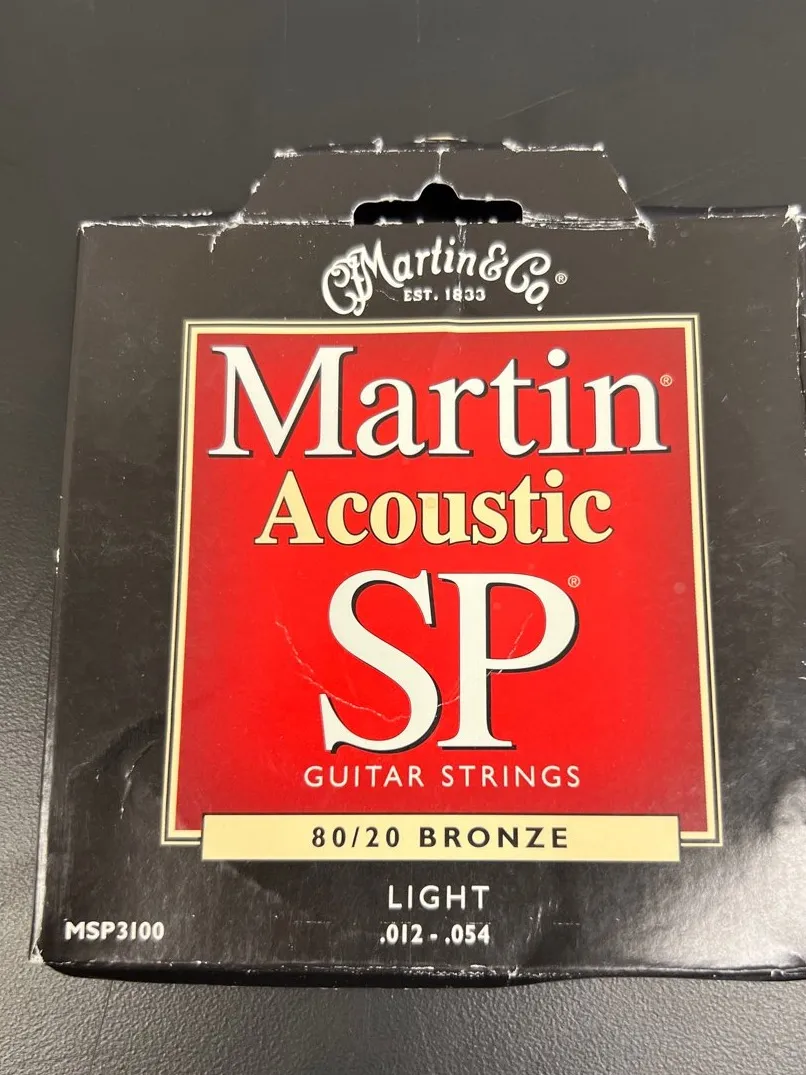 CFMartin & Co.®
EST. 1833
Martin®
Acoustic
SP®
GUITAR STRINGS
80/20 BRONZE
LIGHT
MSP3100
.012 - .054